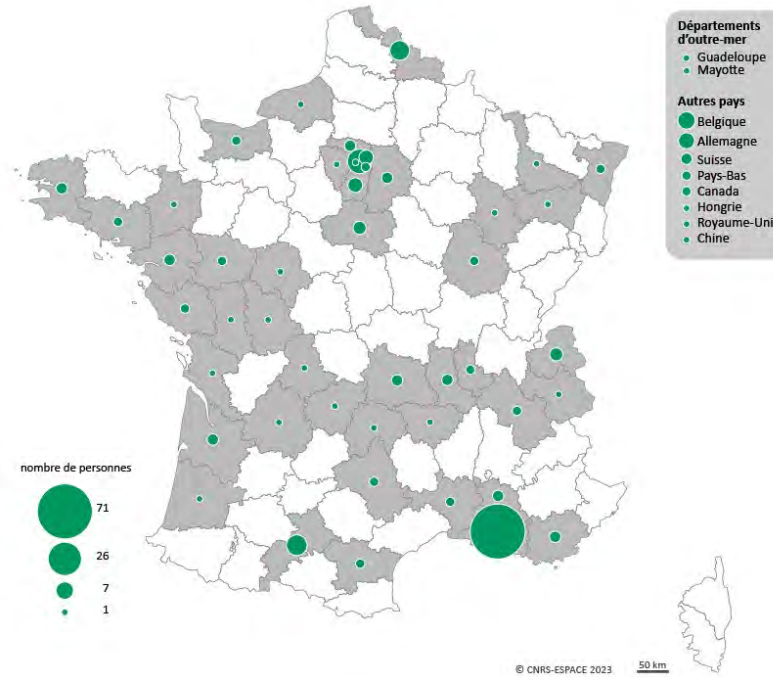 Départements
d'outre-mer
Guadeloupe
Mayotte
Autres pays
Belgique
Allemagne
Suisse
Pays-Bas
Canada
Hongrie
Royaume-Uni
Chine
nombre de personnes
71
26
7
1
© CNRS-ESPACE 2023
50 km